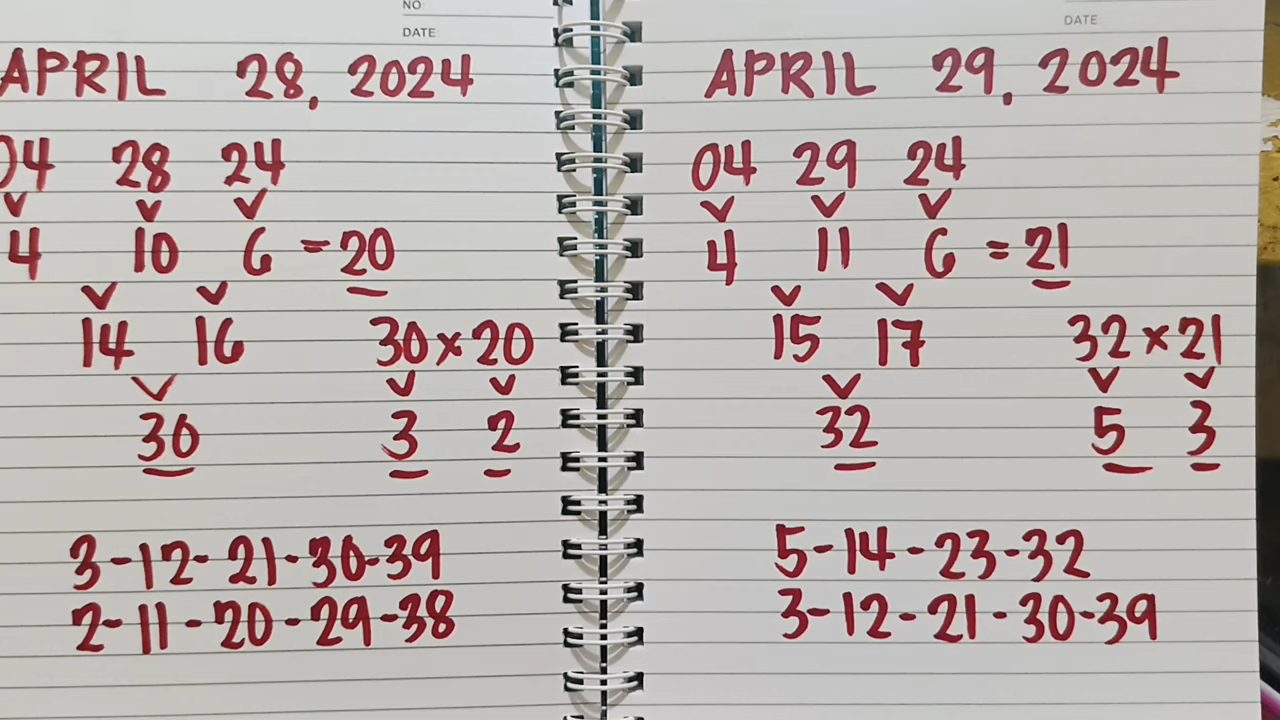 NO:
DATE:
APRIL 28, 2024
04 28 24
4 10 6 = 20
14 16 30 x 20
30 3 2
3-12-21-30-39
2-11-20-29-38
DATE:
APRIL 29, 2024
04 29 24
4 11 6 = 21
15 17 32 x 21
32 5 3
5-14-23-32
3-12-21-30-39